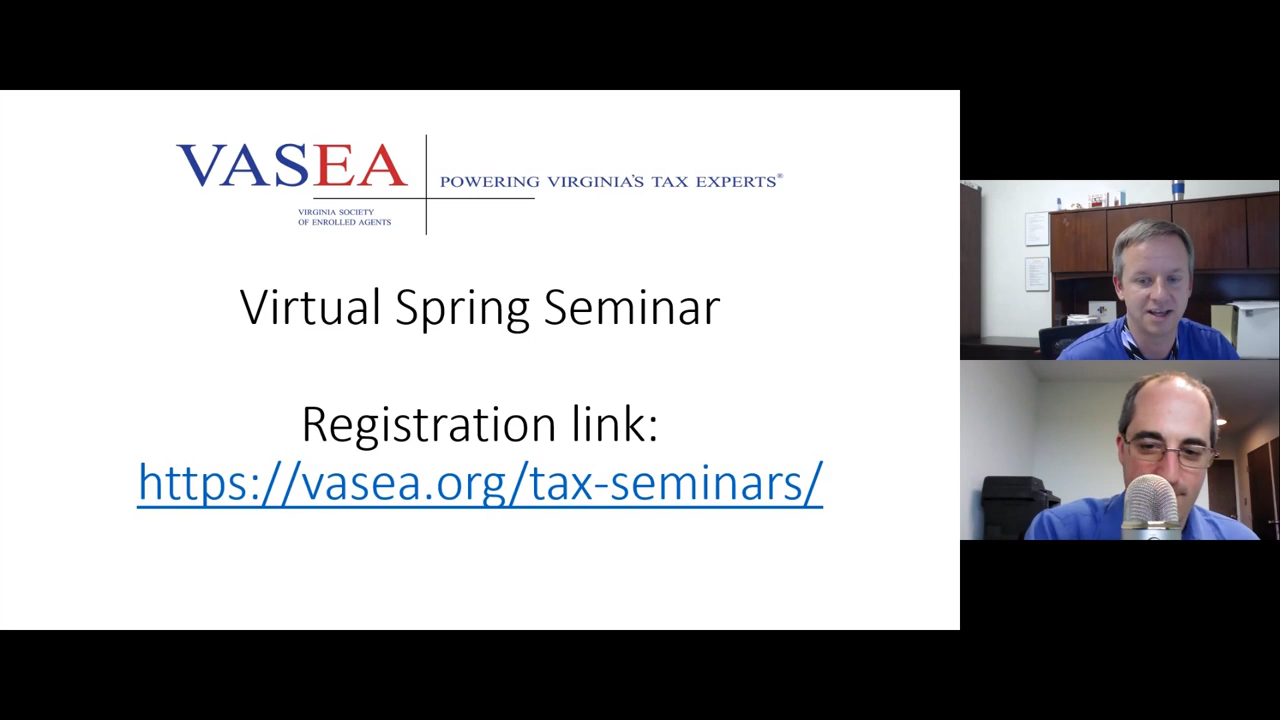 VASEA
POWERING VIRGINIA'S TAX EXPERTS®
VIRGINIA SOCIETY
OF ENROLLED AGENTS
Virtual Spring Seminar
Registration link:
https://vasea.org/tax-seminars/